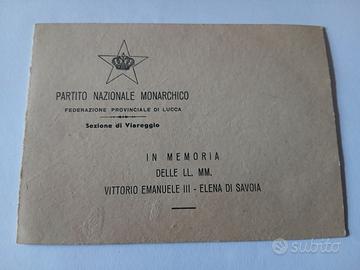 PARTITO NAZIONALE MONARCHICO
FEDERAZIONE PROVINCIALE DI LUCCA
Sezione di Viareggio
IN MEMORIA
DELLE LL. MM.
VITTORIO EMANUELE III - ELENA DI SAVOIA
subito